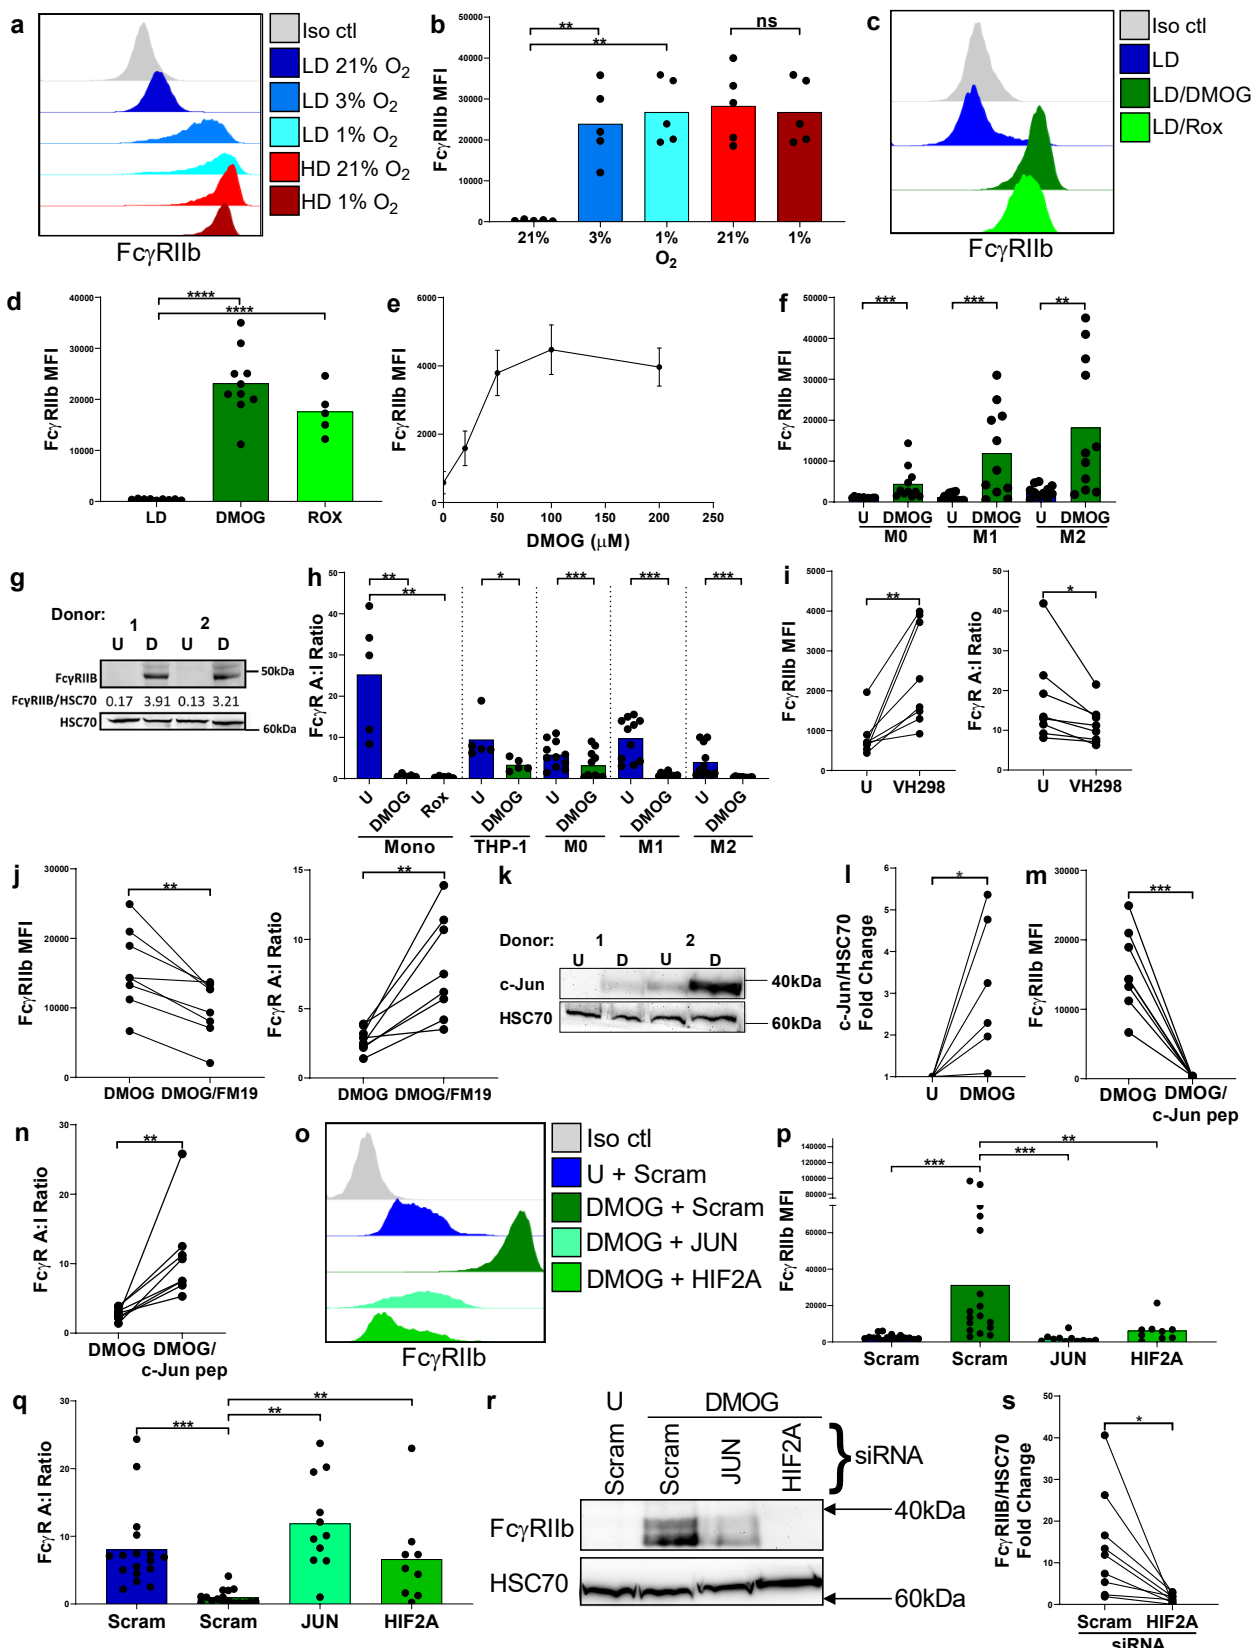 a
Iso ctl
LD 21% O2
LD 3% O2
LD 1% O2
HD 21% O2
HD 1% O2
FcγRIIb
b
FcγRIIb MFI
50000
40000
30000
20000
10000
0
**
**
ns
21% 3% 1% 21% 1%
O2
c
Iso ctl
LD
LD/DMOG
LD/Rox
FcγRIIb
d
FcγRIIb MFI
40000
30000
20000
10000
0
****
****
LD DMOG ROX
e
FcγRIIb MFI
6000
4000
2000
0
0 50 100 150 200 250
DMOG (μM)
f
FcγRIIb MFI
50000
40000
30000
20000
10000
0
*** *** **
U DMOG U DMOG U DMOG
M0 M1 M2
g
Donor:
1 2
U D U D
FcγRIIB
50kDa
FcγRIIB/HSC70 0.17 3.91 0.13 3.21
HSC70
60kDa
h
FcγR A:I Ratio
50
40
30
20
10
0
**
**
* *** *** ***
U DMOG Rox U DMOG U DMOG U DMOG U DMOG
Mono THP-1 M0 M1 M2
i
FcγRIIb MFI
5000
4000
3000
2000
1000
0
**
U VH298
FcγR A:I Ratio
50
40
30
20
10
0
*
U VH298
j
FcγRIIb MFI
30000
20000
10000
0
**
DMOG DMOG/FM19
FcγR A:I Ratio
15
10
5
0
**
DMOG DMOG/FM19
k
Donor: 1 2
U D U D
c-Jun
40kDa
HSC70
60kDa
l
c-Jun/HSC70
Fold Change
6
5
4
3
2
1
*
U DMOG
m
FcγRIIb MFI
30000
20000
10000
0
***
DMOG DMOG/
c-Jun pep
n
FcγR A:I Ratio
30
20
10
0
**
DMOG DMOG/
c-Jun pep
o
Iso ctl
U + Scram
DMOG + Scram
DMOG + JUN
DMOG + HIF2A
FcγRIIb
p
FcγRIIb MFI
140000
120000
100000
80000
60000
40000
20000
0
***
***
**
Scram Scram JUN HIF2A
q
FcγR A:I Ratio
30
20
10
0
***
**
**
Scram Scram JUN HIF2A
r
U DMOG
Scram Scram JUN HIF2A
siRNA
FcγRIIb
40kDa
HSC70
60kDa
s
FcγRIIB/HSC70
Fold Change
50
40
30
20
10
0
*
Scram HIF2A
siRNA